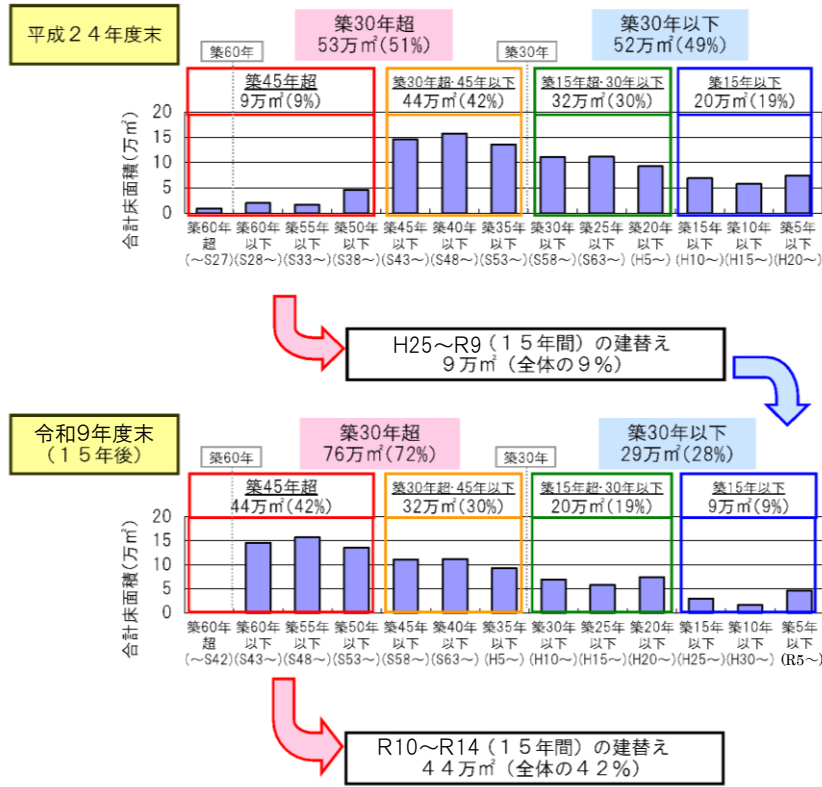 平成２４年度末
築30年超
53万㎡(51%)
築30年以下
52万㎡(49%)
築60年
築30年
築45年超
9万㎡(9%)
築30年超・45年以下
44万㎡(42%)
築15年超・30年以下
32万㎡(30%)
築15年以下
20万㎡(19%)
合計床面積(万㎡)
20
15
10
5
0
築60年超(～S27)
築60年以下(S28～)
築55年以下(S33～)
築50年以下(S38～)
築45年以下(S43～)
築40年以下(S48～)
築35年以下(S53～)
築30年以下(S58～)
築25年以下(S63～)
築20年以下(H5～)
築15年以下(H10～)
築10年以下(H15～)
築5年以下(H20～)
H25～R9（１５年間）の建替え
９万㎡（全体の９％）
令和9年度末
（１５年後）
築30年超
76万㎡(72%)
築30年以下
29万㎡(28%)
築60年
築30年
築45年超
44万㎡(42%)
築30年超・45年以下
32万㎡(30%)
築15年超・30年以下
20万㎡(19%)
築15年以下
9万㎡(9%)
合計床面積(万㎡)
20
15
10
5
0
築60年超(～S42)
築60年以下(S43～)
築55年以下(S48～)
築50年以下(S53～)
築45年以下(S58～)
築40年以下(S63～)
築35年以下(H5～)
築30年以下(H10～)
築25年以下(H15～)
築20年以下(H20～)
築15年以下(H25～)
築10年以下(H30～)
築5年以下(R5～)
R10～R14（１５年間）の建替え
４４万㎡（全体の４２％）